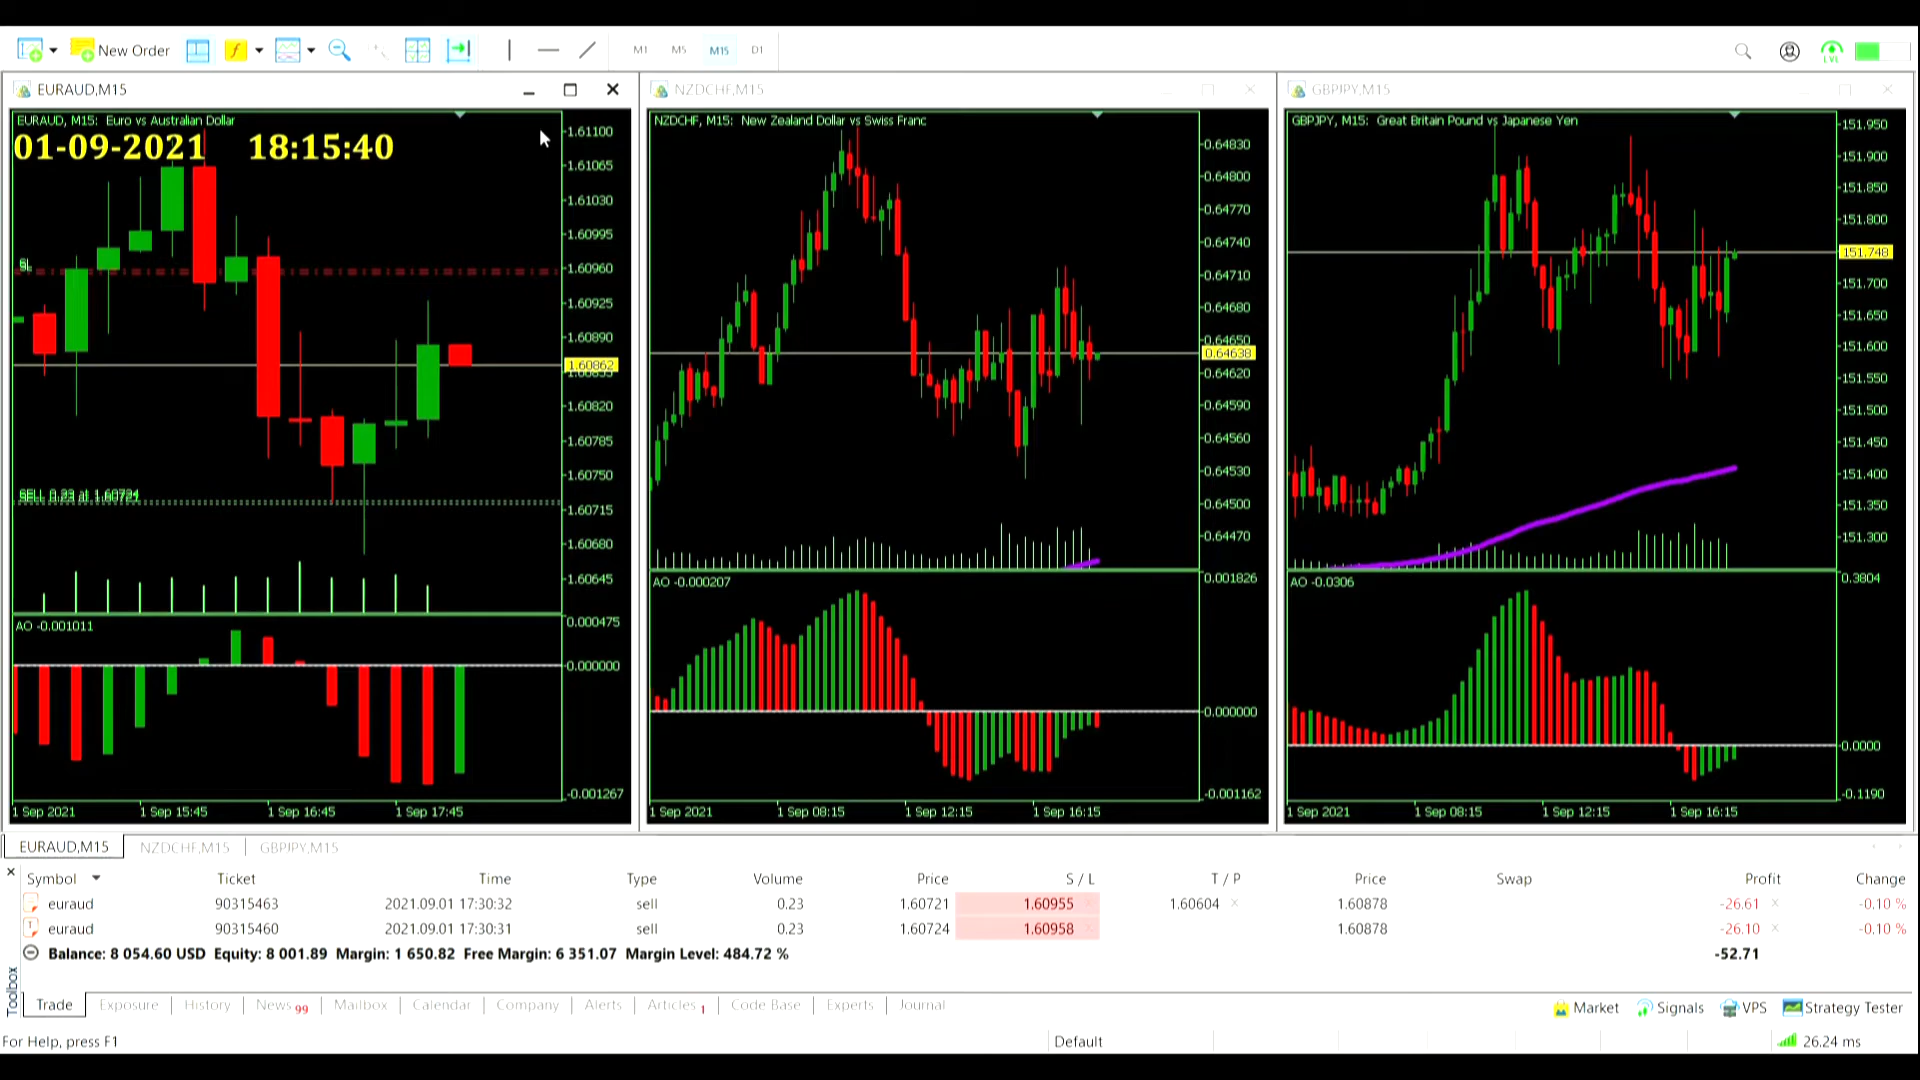 New Order M1 M5 M15 D1
LVL
EURAUD,M15
NZDCHF,M15
GBPJPY,M15
EURAUD, M15: Euro vs Australian Dollar
01-09-2021 18:15:40
1.61100
1.61065
1.61030
1.60995
1.60960
1.60925
1.60890
1.60862
1.60820
1.60785
1.60750
1.60715
1.60680
1.60645
SL
SELL 0.23 at 1.60724
AO -0.001011
0.000475
0.000000
-0.001267
1 Sep 2021 1 Sep 15:45 1 Sep 16:45 1 Sep 17:45
NZDCHF, M15: New Zealand Dollar vs Swiss Franc
0.64830
0.64800
0.64770
0.64740
0.64710
0.64680
0.64650
0.64638
0.64620
0.64590
0.64560
0.64530
0.64500
0.64470
AO -0.000207
0.001826
0.000000
-0.001162
1 Sep 2021 1 Sep 08:15 1 Sep 12:15 1 Sep 16:15
GBPJPY, M15: Great Britain Pound vs Japanese Yen
151.950
151.900
151.850
151.800
151.748
151.700
151.650
151.600
151.550
151.500
151.450
151.400
151.350
151.300
AO -0.0306
0.3804
0.0000
-0.1190
1 Sep 2021 1 Sep 08:15 1 Sep 12:15 1 Sep 16:15
EURAUD,M15 NZDCHF,M15 GBPJPY,M15
Symbol Ticket Time Type Volume Price S / L T / P Price Swap Profit Change
euraud 90315463 2021.09.01 17:30:32 sell 0.23 1.60721 1.60955 1.60604 1.60878 -26.61 -0.10 %
euraud 90315460 2021.09.01 17:30:31 sell 0.23 1.60724 1.60958 1.60878 -26.10 -0.10 %
Balance: 8 054.60 USD Equity: 8 001.89 Margin: 1 650.82 Free Margin: 6 351.07 Margin Level: 484.72 % -52.71
Toolbox
Trade Exposure History News 99 Mailbox Calendar Company Alerts Articles 1 Code Base Experts Journal Market Signals VPS Strategy Tester
For Help, press F1 Default 26.24 ms